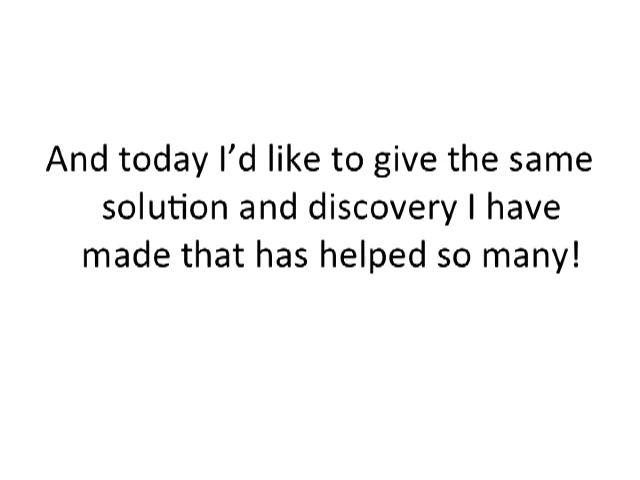 And today I’d like to give the same
solution and discovery I have
made that has helped so many!